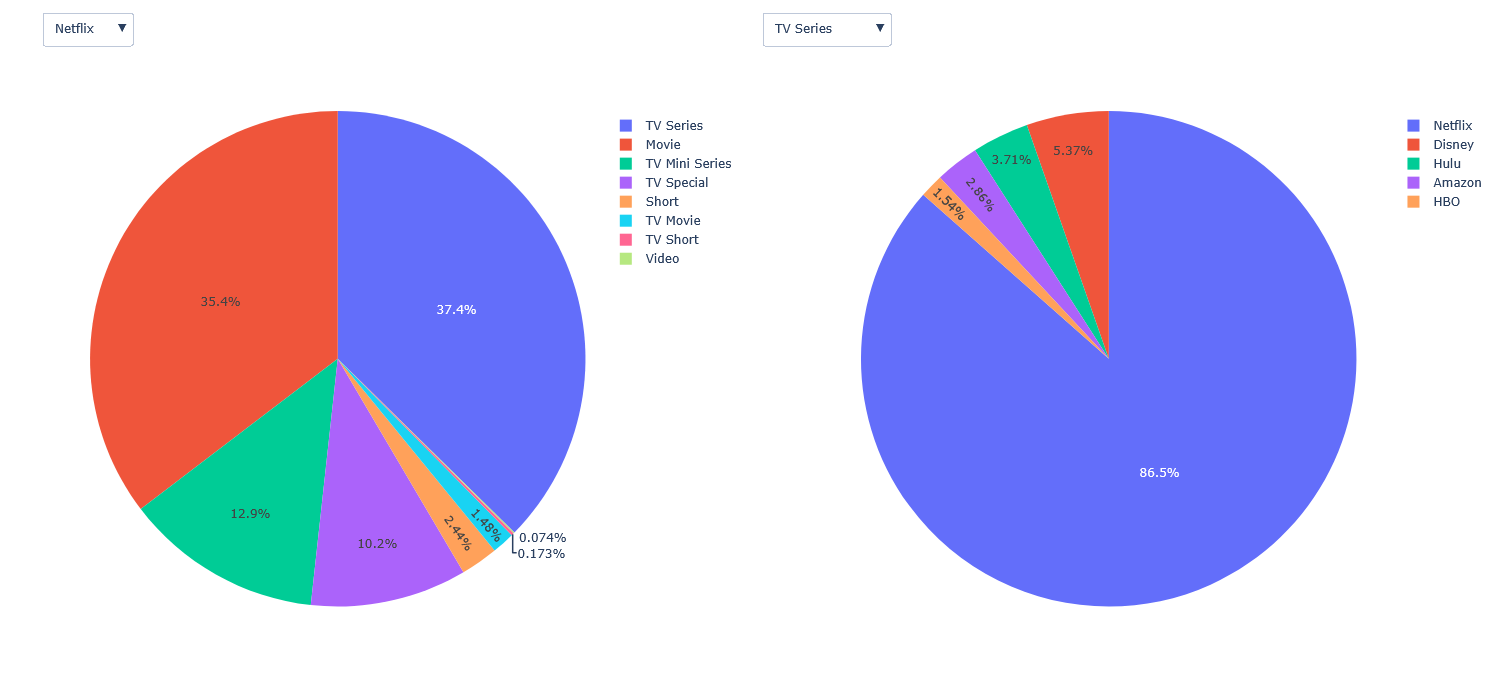 Netflix ▼
TV Series ▼
TV Series
Movie
TV Mini Series
TV Special
Short
TV Movie
TV Short
Video
35.4%
37.4%
12.9%
10.2%
2.44%
1.48%
0.074%
0.173%
Netflix
Disney
Hulu
Amazon
HBO
5.37%
3.71%
2.86%
1.54%
86.5%